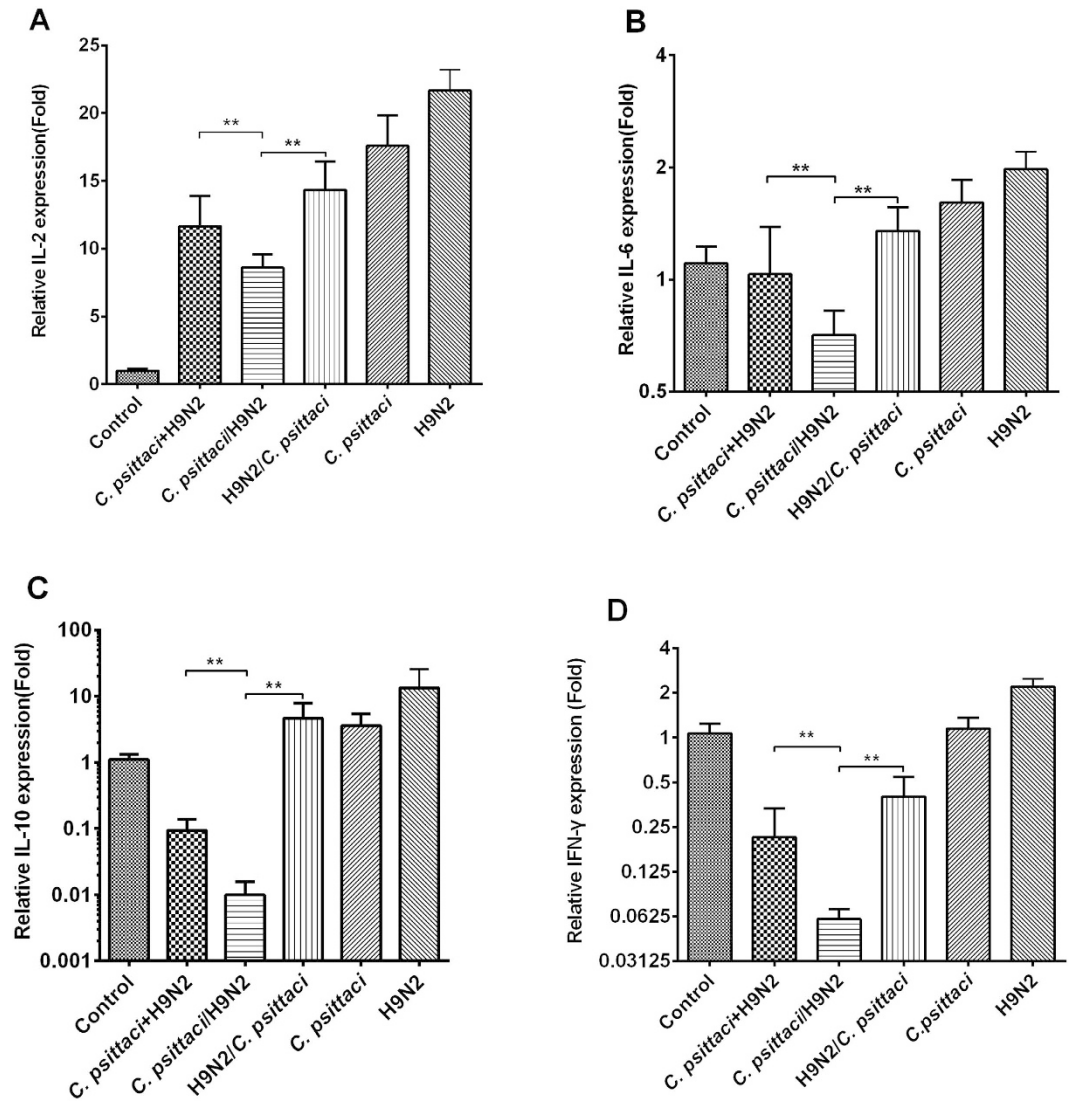 A
Relative IL-2 expression(Fold)
25
20
15
10
5
0
**
**
Control
C. psittaci+H9N2
C. psittaci/H9N2
H9N2/C. psittaci
C. psittaci
H9N2
B
Relative IL-6 expression(Fold)
4
2
1
0.5
**
**
Control
C. psittaci+H9N2
C. psittaci/H9N2
H9N2/C. psittaci
C. psittaci
H9N2
C
Relative IL-10 expression(Fold)
100
10
1
0.1
0.01
0.001
**
**
Control
C. psittaci+H9N2
C. psittaci/H9N2
H9N2/C. psittaci
C. psittaci
H9N2
D
Relative IFN-γ expression (Fold)
4
2
1
0.5
0.25
0.125
0.0625
0.03125
**
**
Control
C. psittaci+H9N2
C. psittaci/H9N2
H9N2/C. psittaci
C.psittaci
H9N2